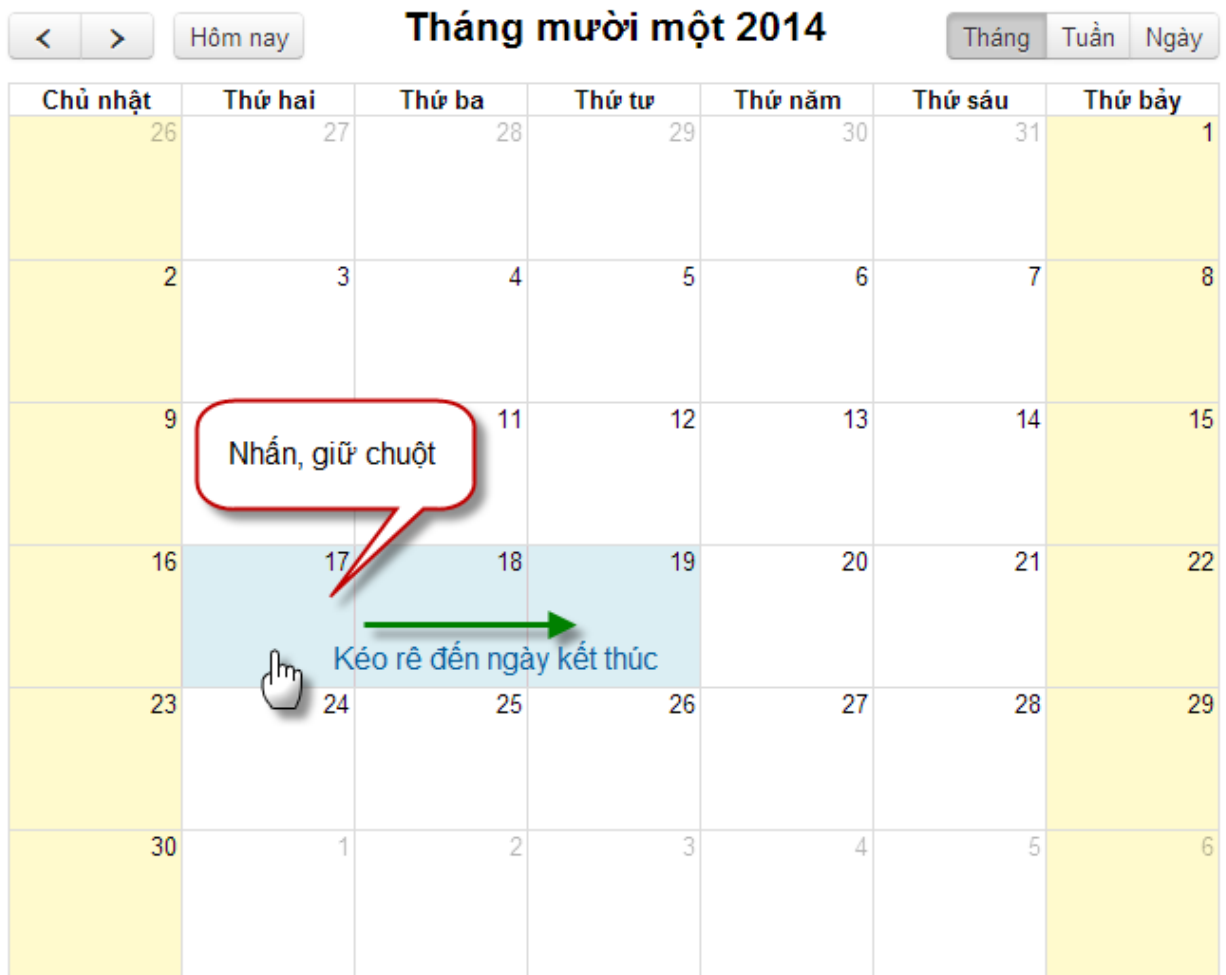 < > Hôm nay Tháng mười một 2014 Tháng Tuần Ngày
Chủ nhật Thứ hai Thứ ba Thứ tư Thứ năm Thứ sáu Thứ bảy
26 27 28 29 30 31 1
2 3 4 5 6 7 8
9 11 12 13 14 15
Nhấn, giữ chuột
16 17 18 19 20 21 22
Kéo rê đến ngày kết thúc
23 24 25 26 27 28 29
30 1 2 3 4 5 6